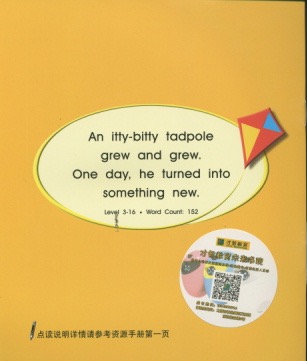 An itty-bitty tadpole
grew and grew.
One day, he turned into
something new.
Level 3-16 • Word Count: 152
点读说明详情请参考资源手册第一页